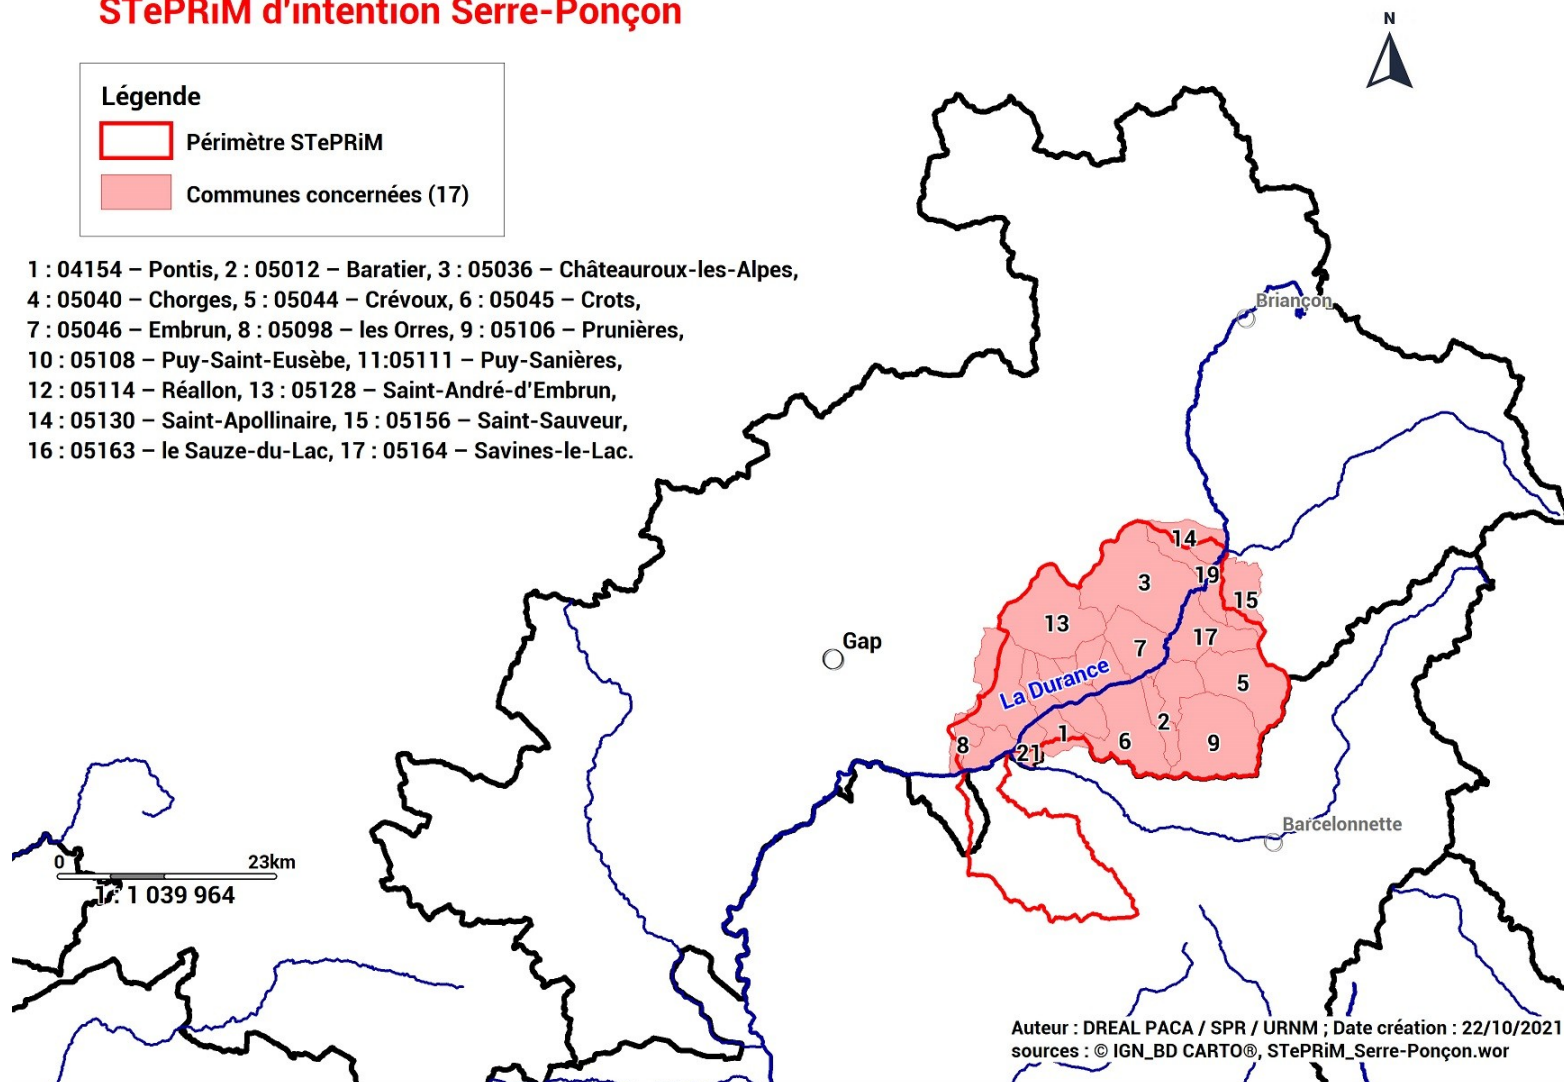 STePRiM d'intention Serre-Ponçon
N
Légende
Périmètre STePRiM
Communes concernées (17)
1 : 04154 – Pontis, 2 : 05012 – Baratier, 3 : 05036 – Châteauroux-les-Alpes,
4 : 05040 – Chorges, 5 : 05044 – Crévoux, 6 : 05045 – Crots,
7 : 05046 – Embrun, 8 : 05098 – les Orres, 9 : 05106 – Prunières,
10 : 05108 – Puy-Saint-Eusèbe, 11:05111 – Puy-Sanières,
12 : 05114 – Réallon, 13 : 05128 – Saint-André-d'Embrun,
14 : 05130 – Saint-Apollinaire, 15 : 05156 – Saint-Sauveur,
16 : 05163 – le Sauze-du-Lac, 17 : 05164 – Savines-le-Lac.
Briançon
14
3
19
15
13
17
7
Gap
La Durance
5
2
1
6
9
8
21
Barcelonnette
0 23km
1 : 1 039 964
Auteur : DREAL PACA / SPR / URNM ; Date création : 22/10/2021
sources : © IGN_BD CARTO®, STePRiM_Serre-Ponçon.wor